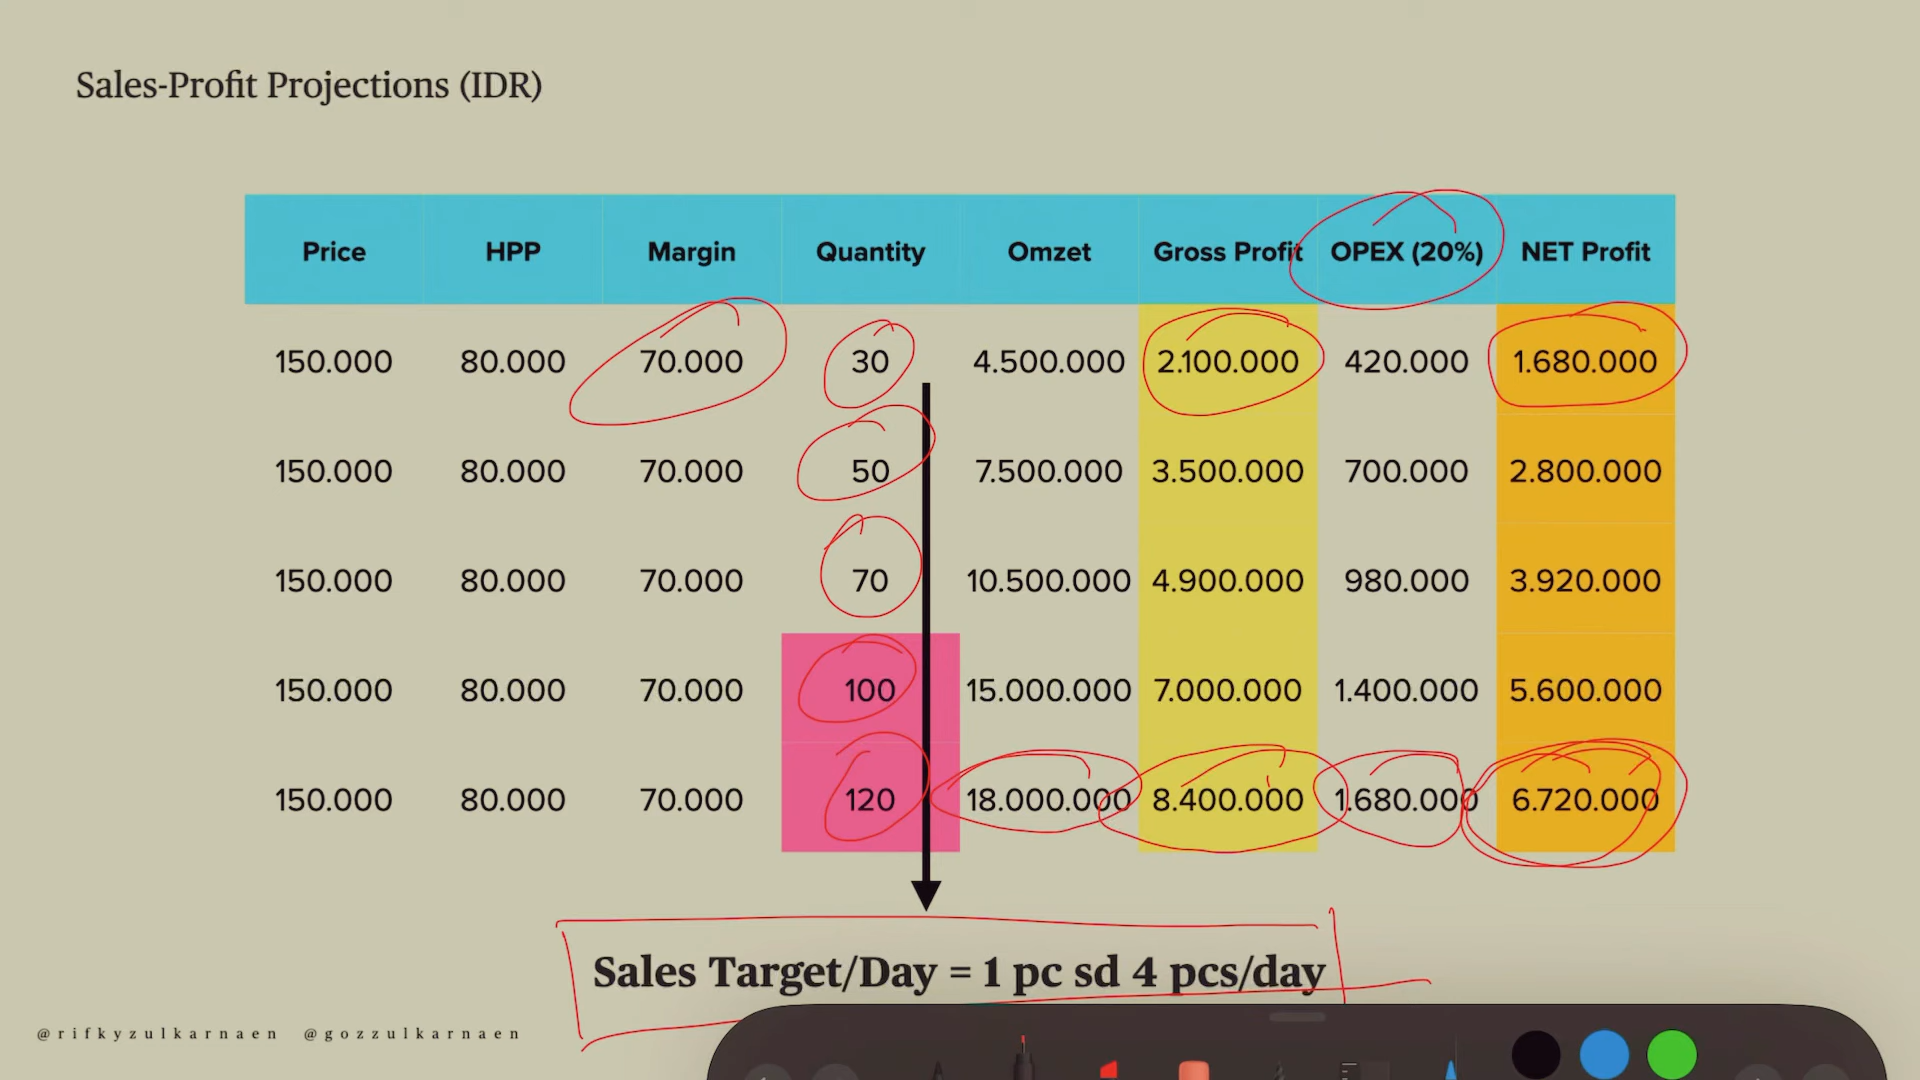 Sales-Profit Projections (IDR)
Price HPP Margin Quantity Omzet Gross Profit OPEX (20%) NET Profit
150.000 80.000 70.000 30 4.500.000 2.100.000 420.000 1.680.000
150.000 80.000 70.000 50 7.500.000 3.500.000 700.000 2.800.000
150.000 80.000 70.000 70 10.500.000 4.900.000 980.000 3.920.000
150.000 80.000 70.000 100 15.000.000 7.000.000 1.400.000 5.600.000
150.000 80.000 70.000 120 18.000.000 8.400.000 1.680.000 6.720.000
Sales Target/Day = 1 pc sd 4 pcs/day
@rifkyzulkarnaen @gozzulkarnaen